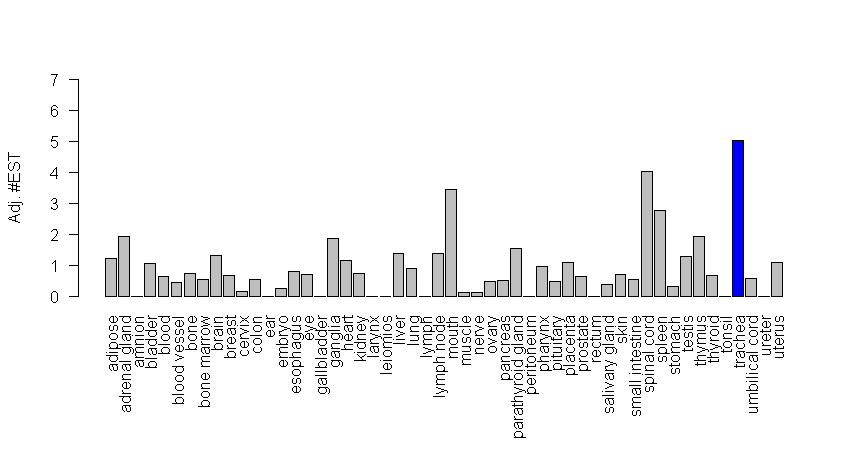 7
6
5
4
3
2
1
0
Adj. #EST
adipose
adrenal gland
amnion
bladder
blood
blood vessel
bone
bone marrow
brain
breast
cervix
colon
ear
embryo
esophagus
eye
gallbladder
ganglia
heart
kidney
larynx
leiomios
liver
lung
lymph
lymph node
mouth
muscle
nerve
ovary
pancreas
parathyroid gland
peritoneum
pharynx
pituitary
placenta
prostate
rectum
salivary gland
skin
small intestine
spinal cord
spleen
stomach
testis
thymus
thyroid
tonsil
trachea
umbilical cord
ureter
uterus